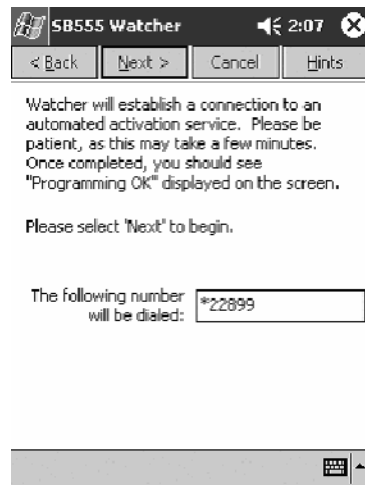 SB555 Watcher 2:07
< Back Next > Cancel Hints
Watcher will establish a connection to an
automated activation service. Please be
patient, as this may take a few minutes.
Once completed, you should see
"Programming OK" displayed on the screen.
Please select 'Next' to begin.
The following number
will be dialed: *22899